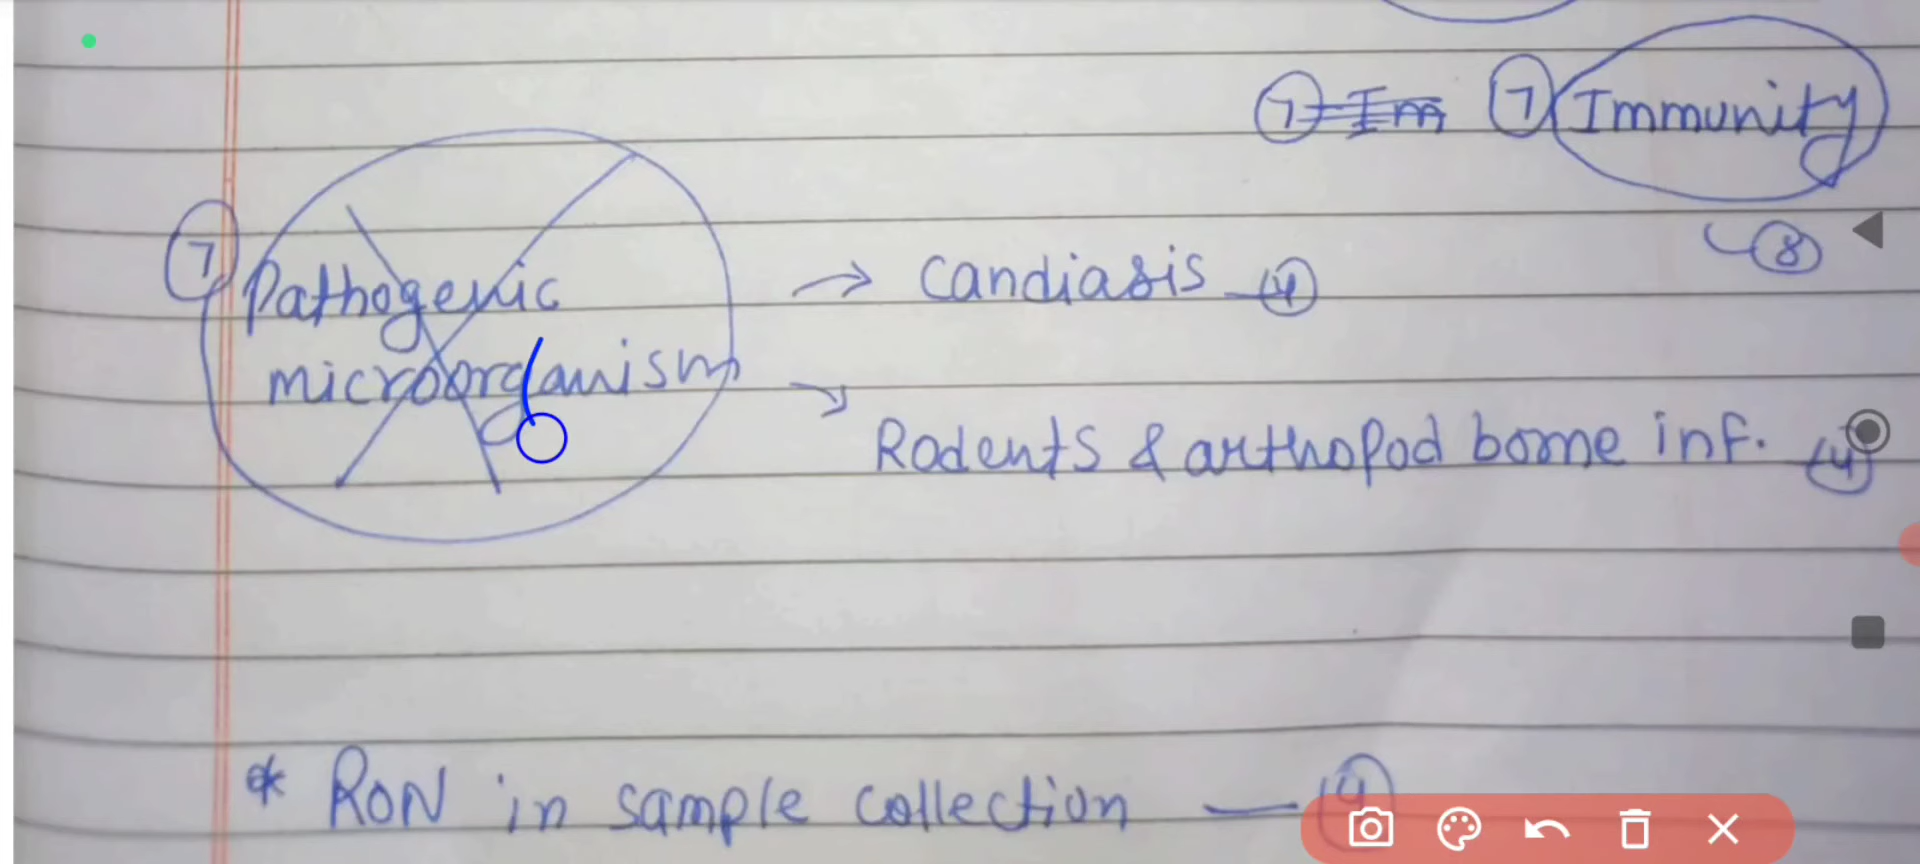 ⑦ Im ⑦ Immunity
⑧
⑦ Pathogenic → Candiasis - ④
microorganism
→ Rodents & arthopod borne inf. - ④
* RON in sample collection — ④